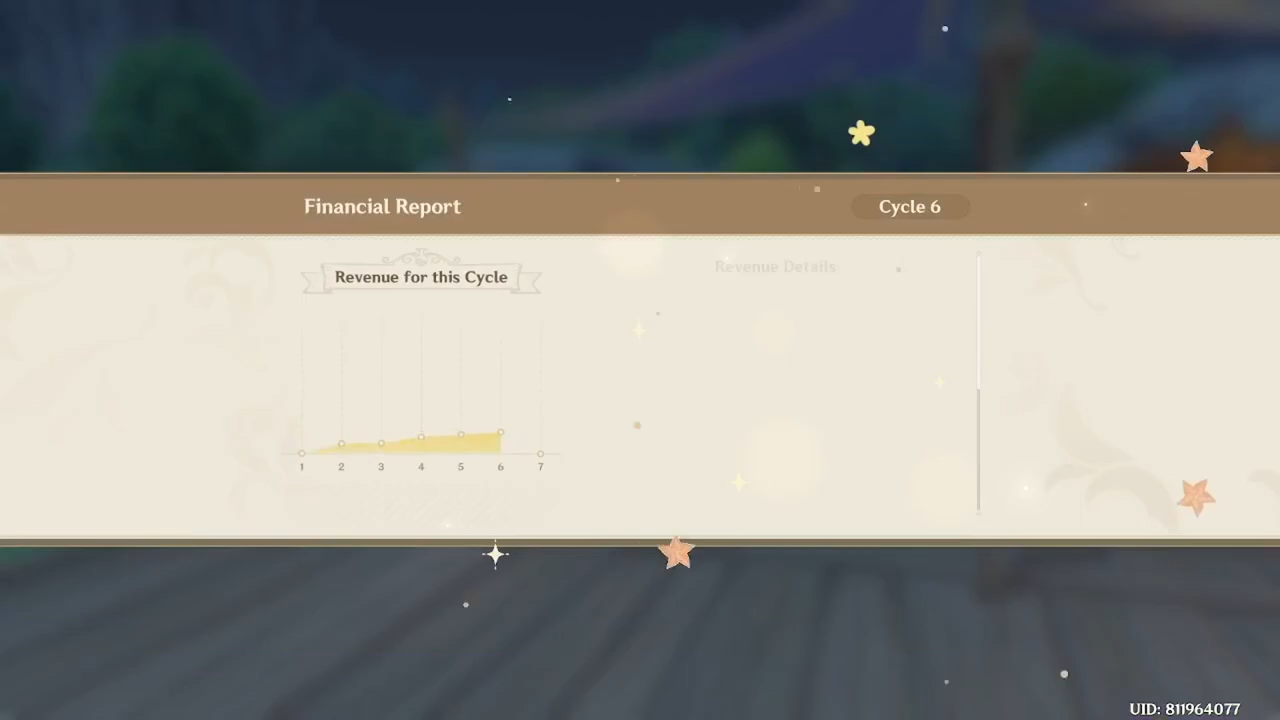 Financial Report
Cycle 6
Revenue for this Cycle
Revenue Details
1 2 3 4 5 6 7
UID: 811964077